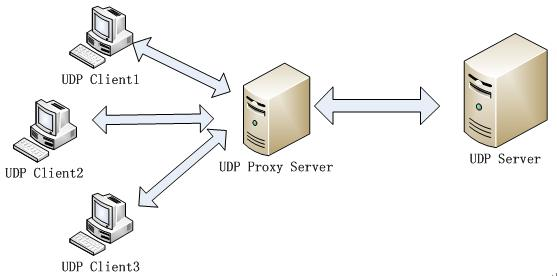 UDP Client1
UDP Client2
UDP Proxy Server
UDP Server
UDP Client3